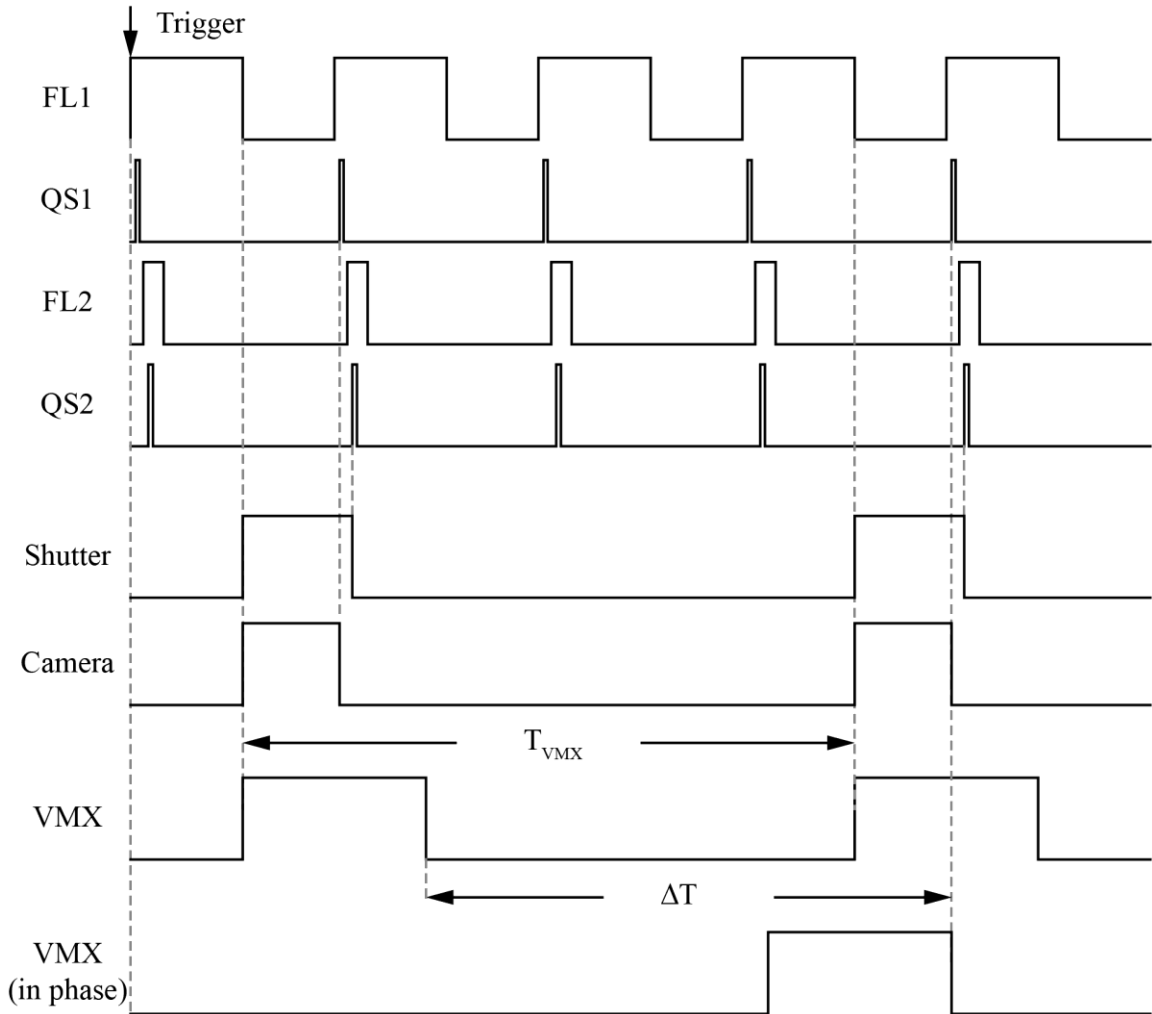 Trigger
FL1
QS1
FL2
QS2
Shutter
Camera
T_VMX
VMX
ΔT
VMX
(in phase)